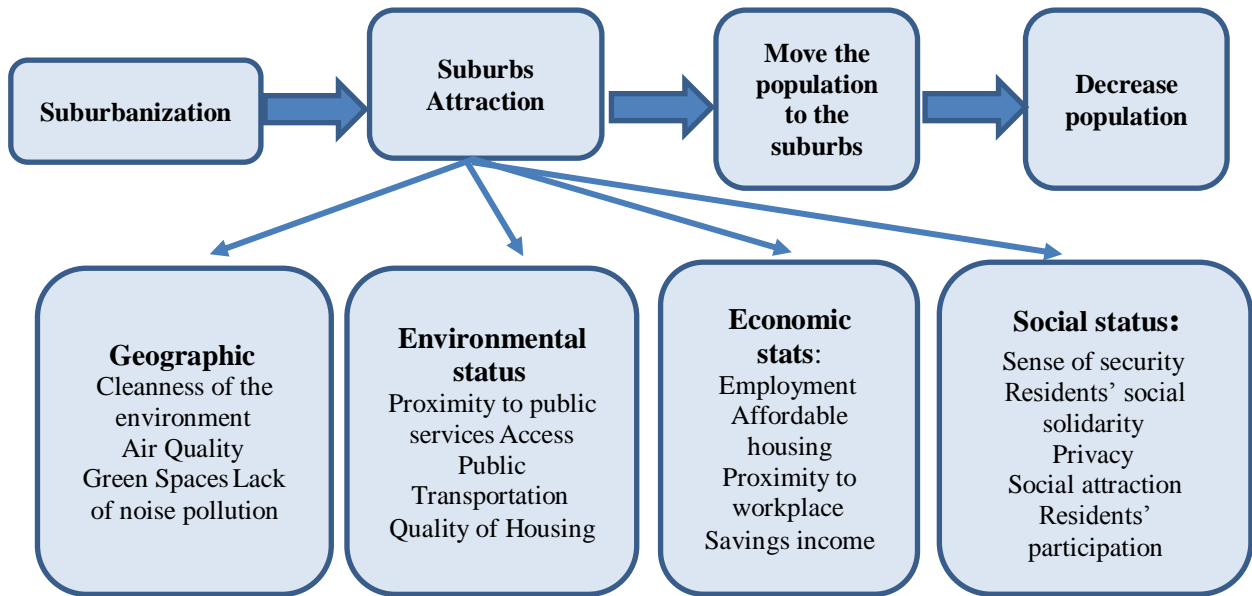 Suburbanization
Suburbs
Attraction
Move the
population
to the
suburbs
Decrease
population
Geographic
Cleanness of the
environment
Air Quality
Green Spaces Lack
of noise pollution
Environmental
status
Proximity to public
services Access
Public
Transportation
Quality of Housing
Economic
stats:
Employment
Affordable
housing
Proximity to
workplace
Savings income
Social status:
Sense of security
Residents’ social
solidarity
Privacy
Social attraction
Residents’
participation